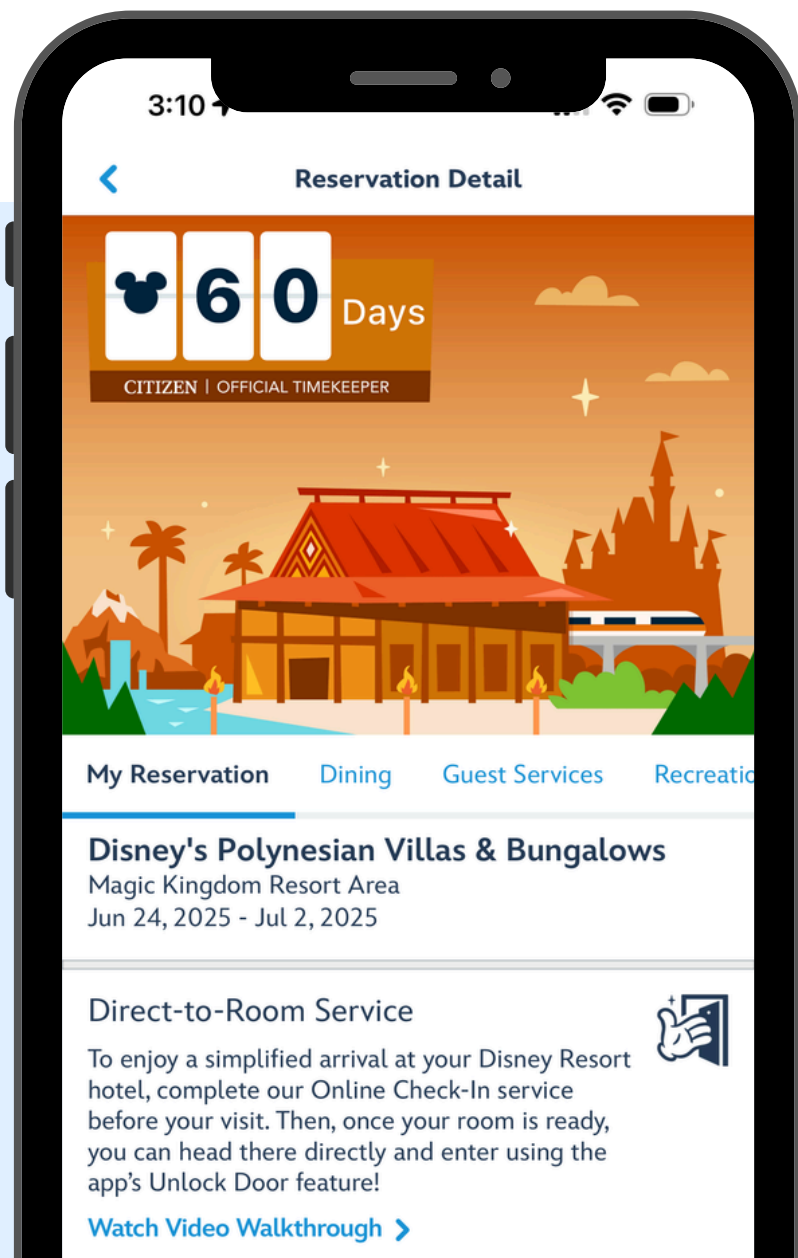 3:10
Reservation Detail
60 Days
CITIZEN | OFFICIAL TIMEKEEPER
My Reservation Dining Guest Services Recreatio
Disney's Polynesian Villas & Bungalows
Magic Kingdom Resort Area
Jun 24, 2025 - Jul 2, 2025
Direct-to-Room Service
To enjoy a simplified arrival at your Disney Resort
hotel, complete our Online Check-In service
before your visit. Then, once your room is ready,
you can head there directly and enter using the
app’s Unlock Door feature!
Watch Video Walkthrough